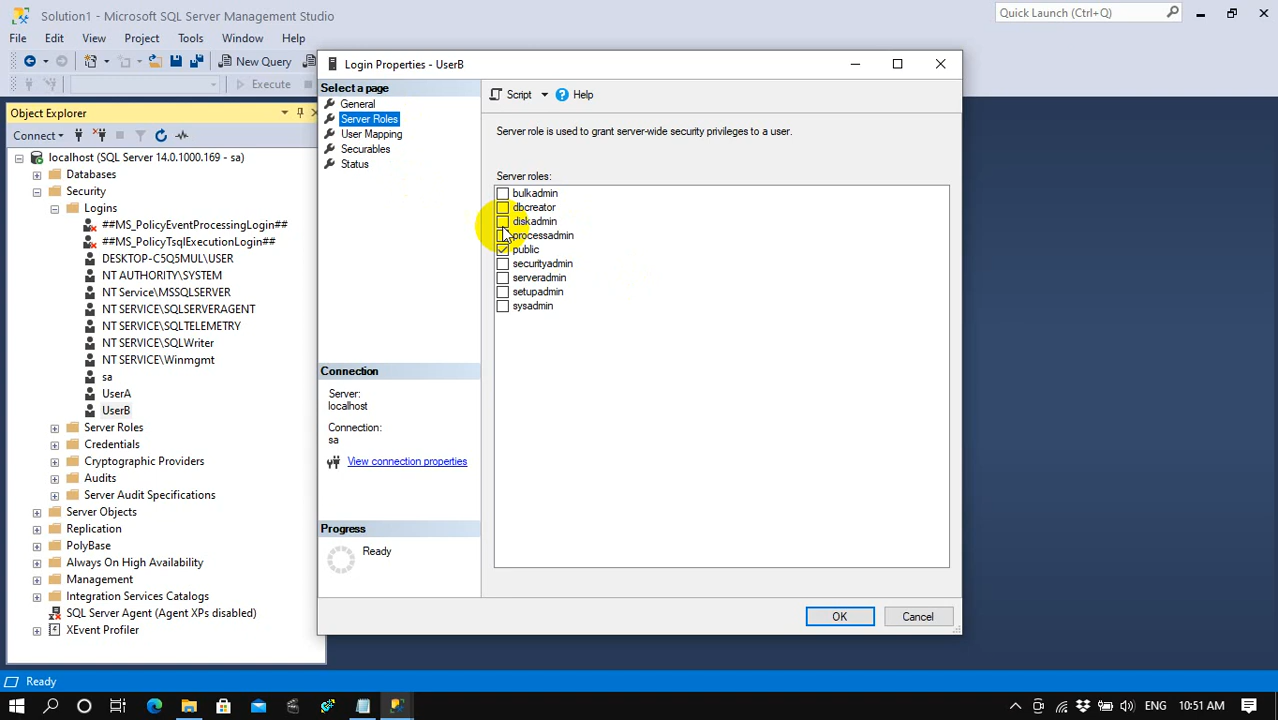 Solution1 - Microsoft SQL Server Management Studio
Quick Launch (Ctrl+Q)
File Edit View Project Tools Window Help
New Query
Execute
Object Explorer
Connect
localhost (SQL Server 14.0.1000.169 - sa)
Databases
Security
Logins
##MS_PolicyEventProcessingLogin##
##MS_PolicyTsqlExecutionLogin##
DESKTOP-C5Q5MUL\USER
NT AUTHORITY\SYSTEM
NT Service\MSSQLSERVER
NT SERVICE\SQLSERVERAGENT
NT SERVICE\SQLTELEMETRY
NT SERVICE\SQLWriter
NT SERVICE\Winmgmt
sa
UserA
UserB
Server Roles
Credentials
Cryptographic Providers
Audits
Server Audit Specifications
Server Objects
Replication
PolyBase
Always On High Availability
Management
Integration Services Catalogs
SQL Server Agent (Agent XPs disabled)
XEvent Profiler
Login Properties - UserB
Select a page
General
Server Roles
User Mapping
Securables
Status
Connection
Server:
localhost
Connection:
sa
View connection properties
Progress
Ready
Script Help
Server role is used to grant server-wide security privileges to a user.
Server roles:
bulkadmin
dbcreator
diskadmin
processadmin
public
securityadmin
serveradmin
setupadmin
sysadmin
OK Cancel
Ready
ENG 10:51 AM